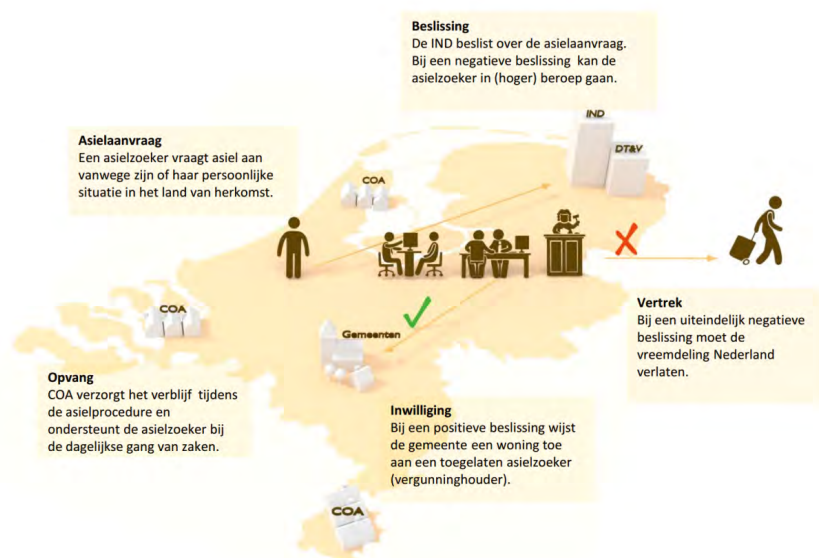 Beslissing
De IND beslist over de asielaanvraag.
Bij een negatieve beslissing kan de
asielzoeker in (hoger) beroep gaan.
IND
DT&V
Asielaanvraag
Een asielzoeker vraagt asiel aan
vanwege zijn of haar persoonlijke
situatie in het land van herkomst.
COA
COA
Gemeenten
Vertrek
Bij een uiteindelijk negatieve
beslissing moet de
vreemdeling Nederland
verlaten.
Opvang
COA verzorgt het verblijf tijdens
de asielprocedure en
ondersteunt de asielzoeker bij
de dagelijkse gang van zaken.
Inwilliging
Bij een positieve beslissing wijst
de gemeente een woning toe
aan een toegelaten asielzoeker
(vergunninghouder).
COA